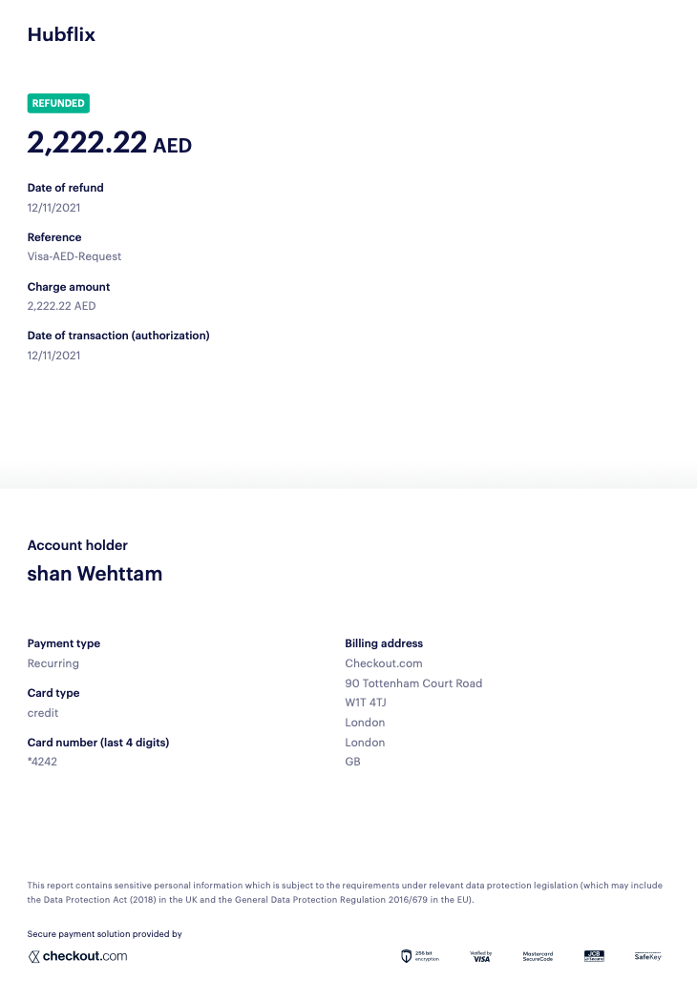 Hubflix
REFUNDED
2,222.22 AED
Date of refund
12/11/2021
Reference
Visa-AED-Request
Charge amount
2,222.22 AED
Date of transaction (authorization)
12/11/2021
Account holder
shan Wehttam
Payment type
Recurring
Card type
credit
Card number (last 4 digits)
*4242
Billing address
Checkout.com
90 Tottenham Court Road
W1T 4TJ
London
London
GB
This report contains sensitive personal information which is subject to the requirements under relevant data protection legislation (which may include
the Data Protection Act (2018) in the UK and the General Data Protection Regulation 2016/679 in the EU).
Secure payment solution provided by
checkout.com
256 bit
encryption
Verified by
VISA
Mastercard
SecureCode
JCB
J/Secure
SafeKey